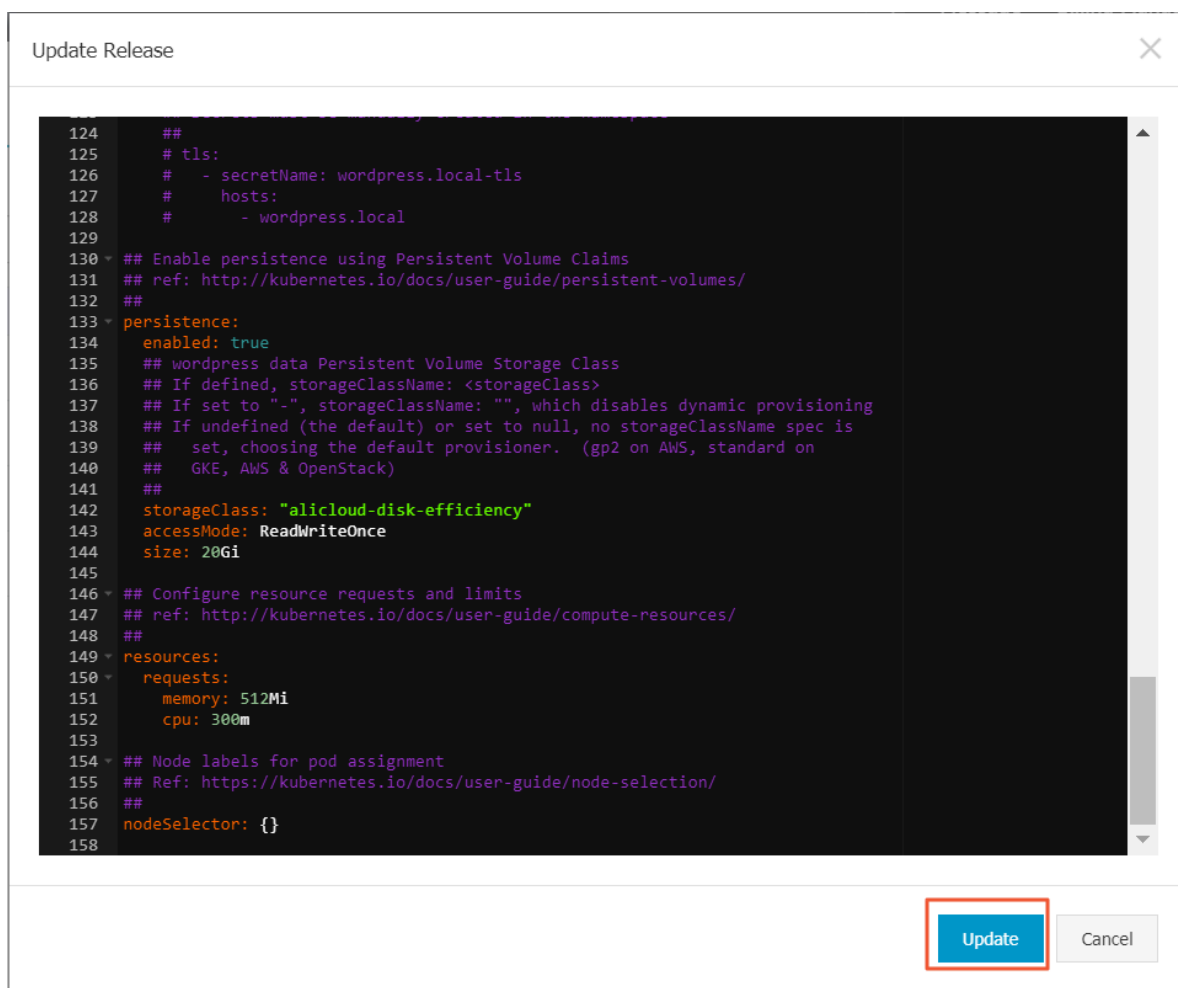 Update Release
124 ##
125 # tls:
126 #   - secretName: wordpress.local-tls
127 #     hosts:
128 #       - wordpress.local
129
130 ## Enable persistence using Persistent Volume Claims
131 ## ref: http://kubernetes.io/docs/user-guide/persistent-volumes/
132 ##
133 persistence:
134   enabled: true
135   ## wordpress data Persistent Volume Storage Class
136   ## If defined, storageClassName: <storageClass>
137   ## If set to "-", storageClassName: "", which disables dynamic provisioning
138   ## If undefined (the default) or set to null, no storageClassName spec is
139   ##   set, choosing the default provisioner.  (gp2 on AWS, standard on
140   ##   GKE, AWS & OpenStack)
141   ##
142   storageClass: "alicloud-disk-efficiency"
143   accessMode: ReadWriteOnce
144   size: 20Gi
145
146 ## Configure resource requests and limits
147 ## ref: http://kubernetes.io/docs/user-guide/compute-resources/
148 ##
149 resources:
150   requests:
151     memory: 512Mi
152     cpu: 300m
153
154 ## Node labels for pod assignment
155 ## Ref: https://kubernetes.io/docs/user-guide/node-selection/
156 ##
157 nodeSelector: {}
158
Update
Cancel